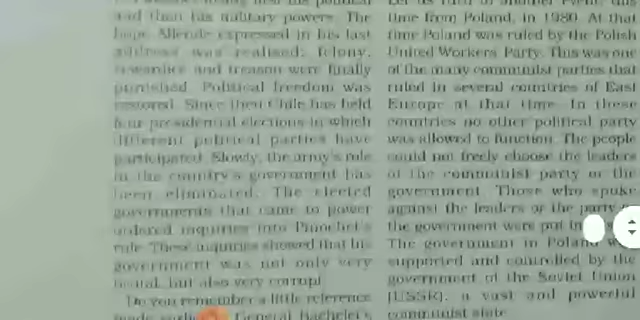 and then his military powers. The
hope Allende expressed in his last
address was realised: felony,
cowardice and treason were finally
punished. Political freedom was
restored. Since then Chile has held
four presidential elections in which
different political parties have
participated. Slowly, the army's role
in the country's government has
been eliminated. The elected
governments that came to power
ordered inquiries into Pinochet's
rule. These inquiries showed that his
government was not only very
brutal, but also very corrupt.
Do you remember a little reference
made General Bachelet's
time from Poland, in 1980. At that
time Poland was ruled by the Polish
United Workers Party. This was one
of the many communist parties that
ruled in several countries of East
Europe at that time. In these
countries no other political party
was allowed to function. The people
could not freely choose the leaders
of the communist party or the
government. Those who spoke
against the leaders or the party
the government were put in
The government in Poland
supported and controlled by the
government of the Soviet Union
(USSR), a vast and powerful
communist state